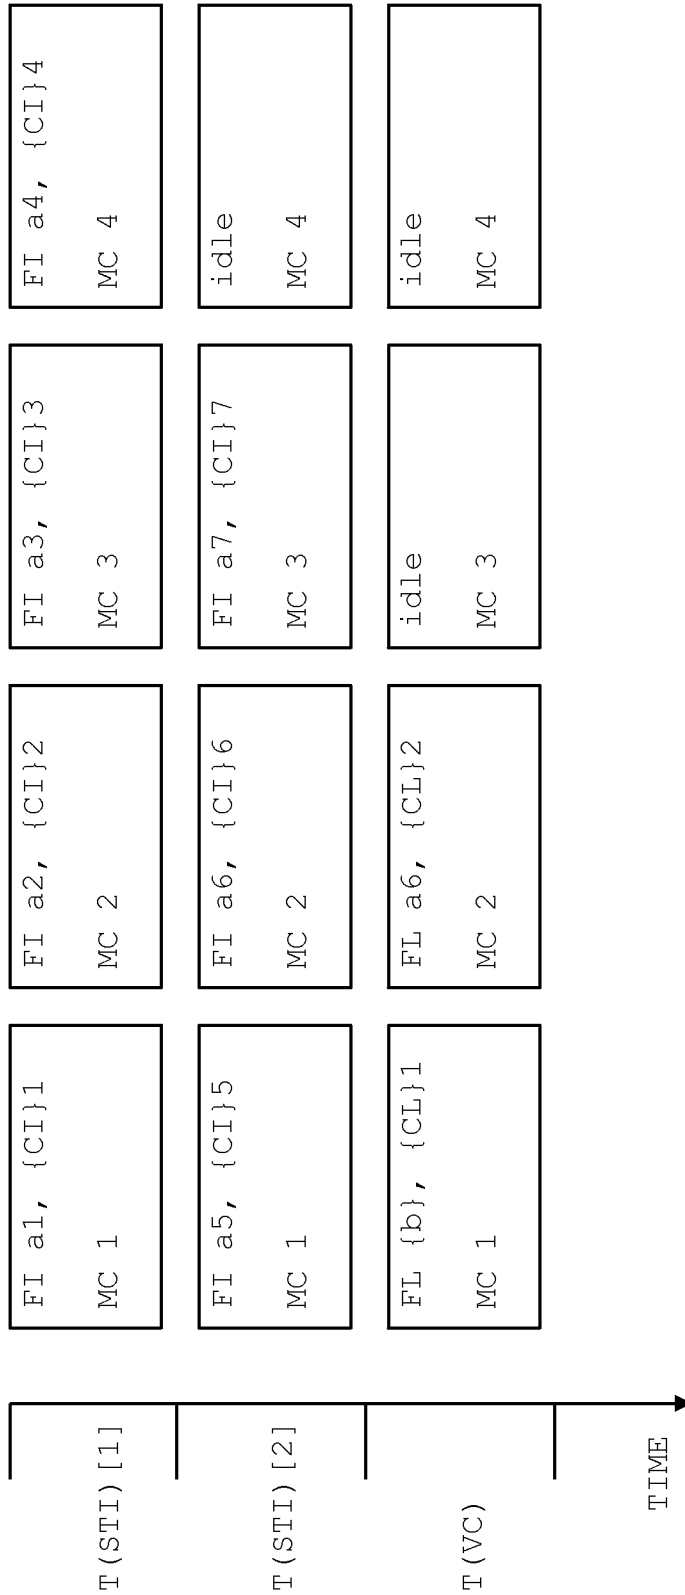 T(STI)[1]
FI a1, {CI}1
MC 1
FI a2, {CI}2
MC 2
FI a3, {CI}3
MC 3
FI a4, {CI}4
MC 4
T(STI)[2]
FI a5, {CI}5
MC 1
FI a6, {CI}6
MC 2
FI a7, {CI}7
MC 3
idle
MC 4
T(VC)
FL {b}, {CL}1
MC 1
FL a6, {CL}2
MC 2
idle
MC 3
idle
MC 4
TIME